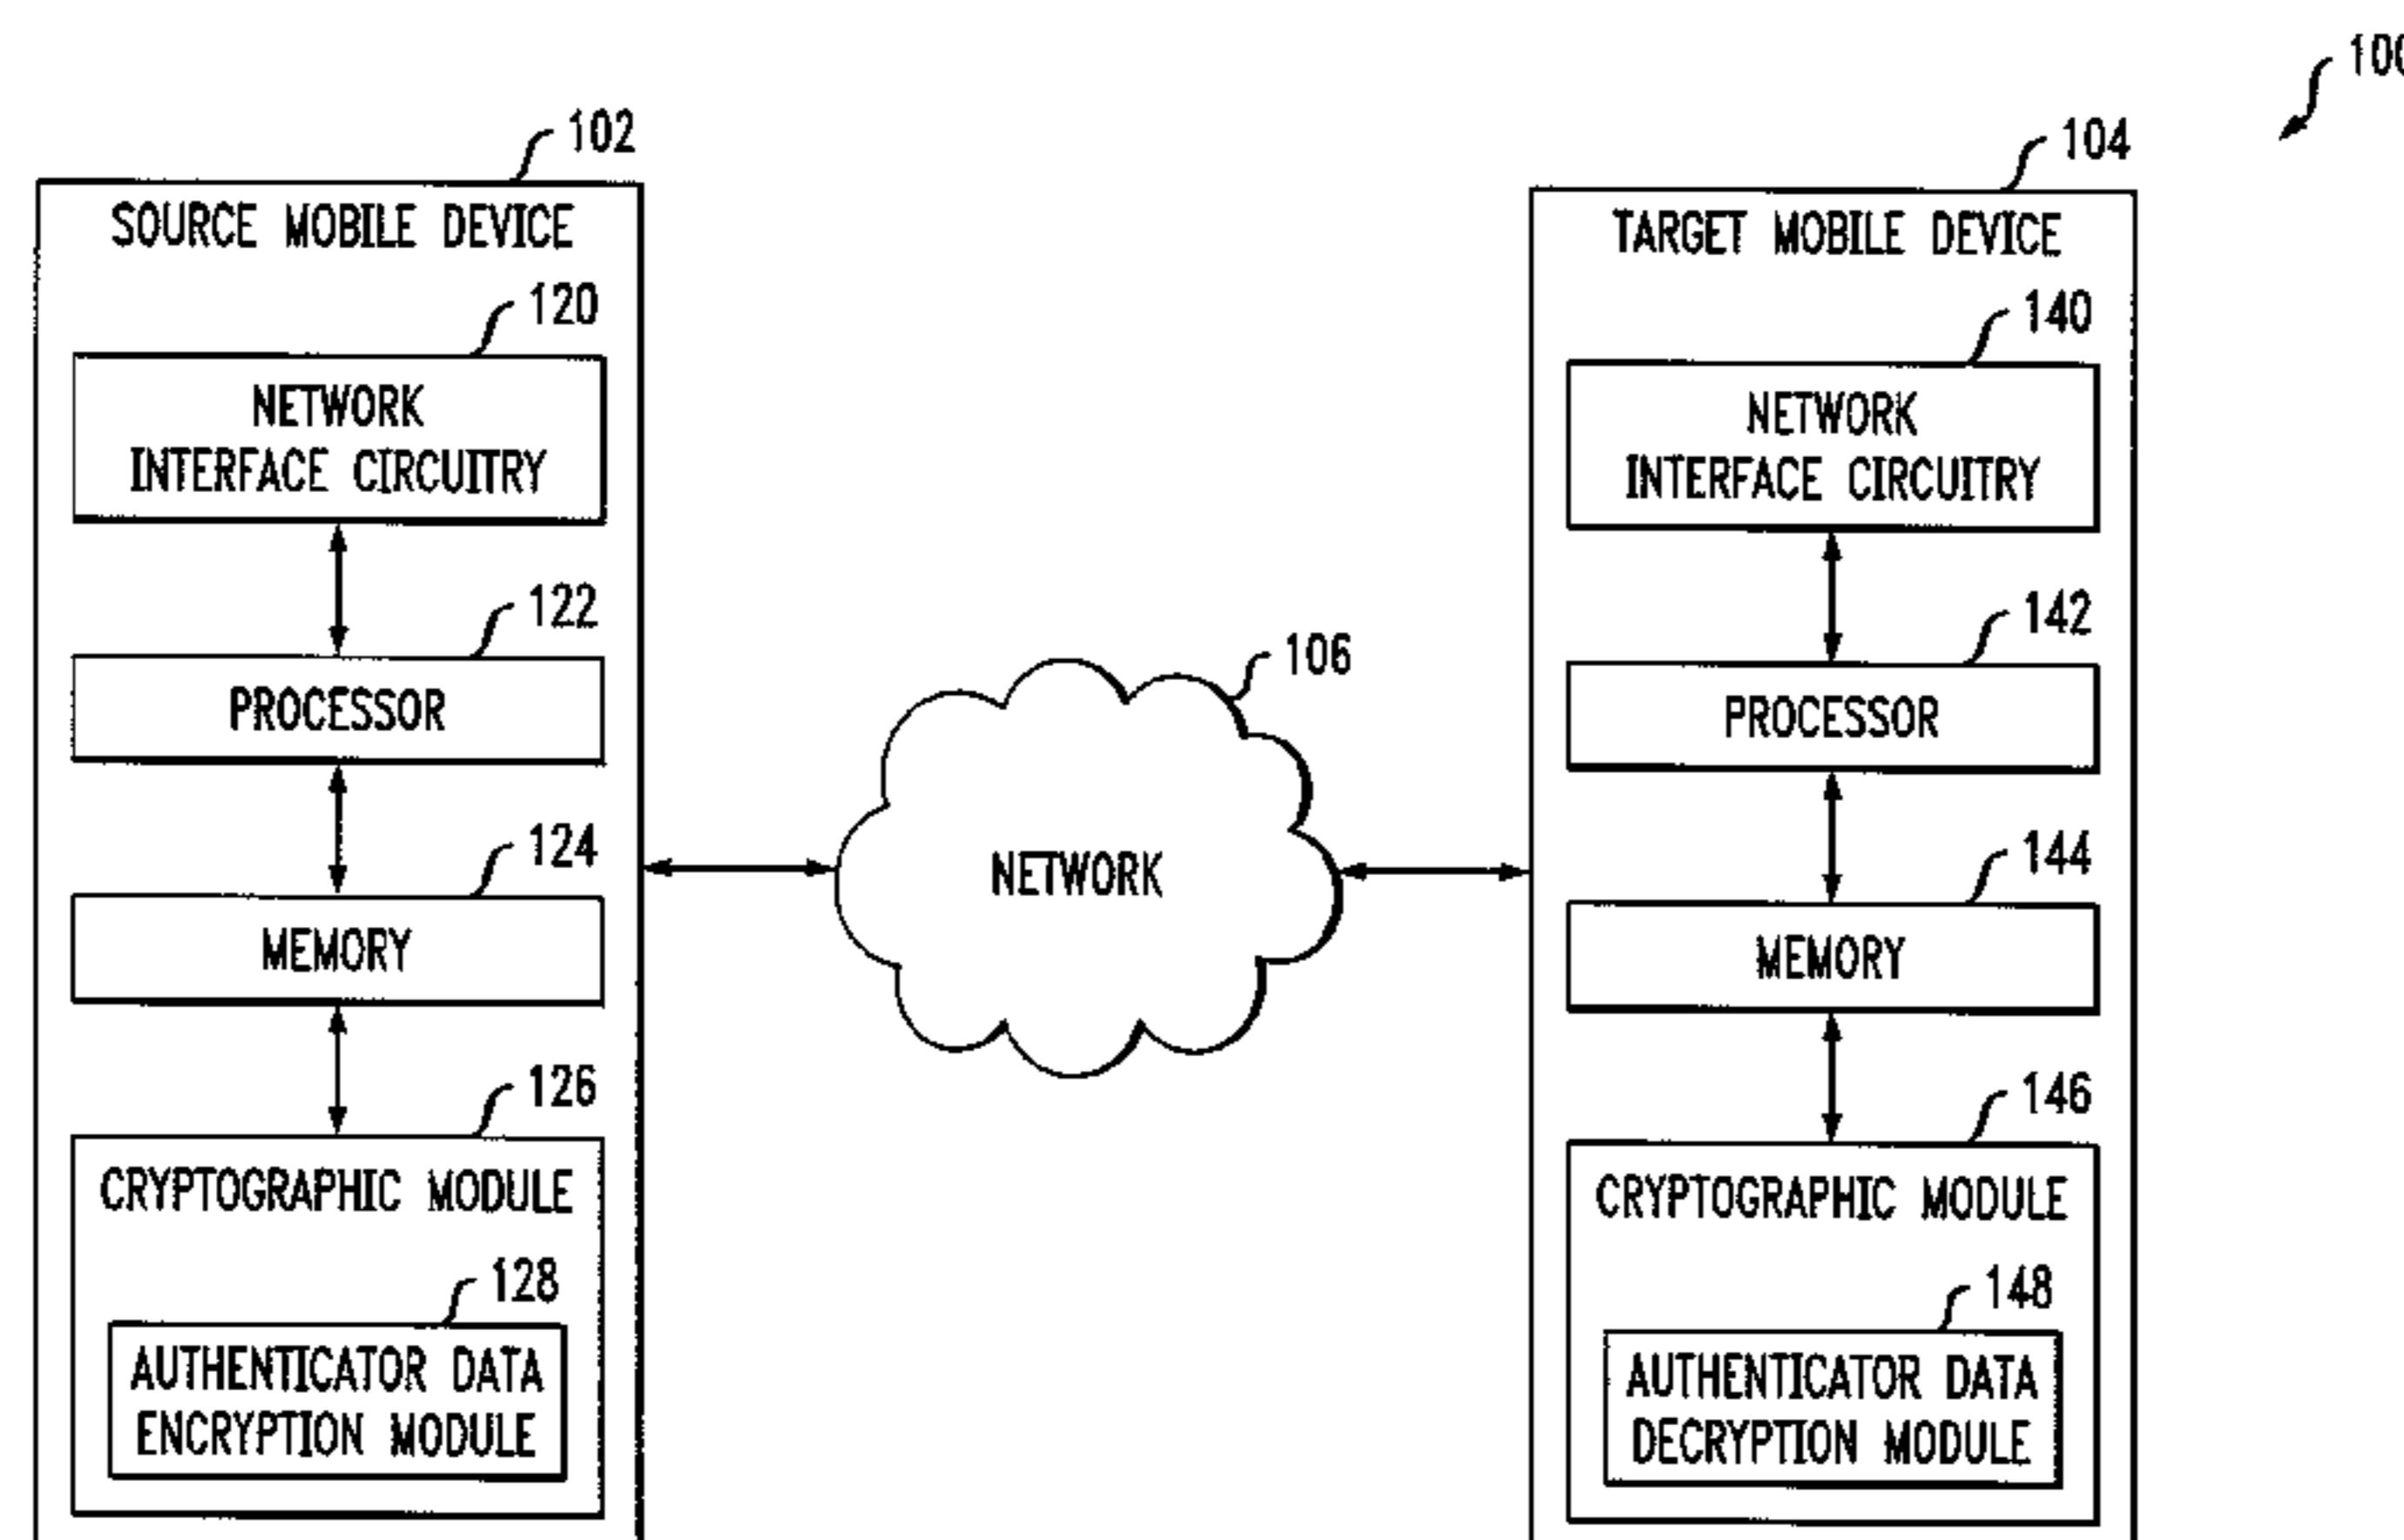 100
102
SOURCE MOBILE DEVICE
120
NETWORK
INTERFACE CIRCUITRY
122
PROCESSOR
124
MEMORY
126
CRYPTOGRAPHIC MODULE
128
AUTHENTICATOR DATA
ENCRYPTION MODULE
106
NETWORK
104
TARGET MOBILE DEVICE
140
NETWORK
INTERFACE CIRCUITRY
142
PROCESSOR
144
MEMORY
146
CRYPTOGRAPHIC MODULE
148
AUTHENTICATOR DATA
DECRYPTION MODULE